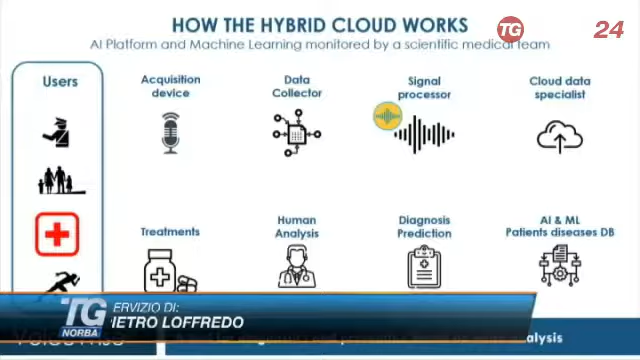 HOW THE HYBRID CLOUD WORKS
AI Platform and Machine Learning monitored by a scientific medical team
TG
24
Users
Acquisition
device
Data
Collector
Signal
processor
Cloud data
specialist
Treatments
Human
Analysis
Diagnosis
Prediction
AI & ML
Patients diseases DB
TG
NORBA
ERVIZIO DI:
PIETRO LOFFREDO